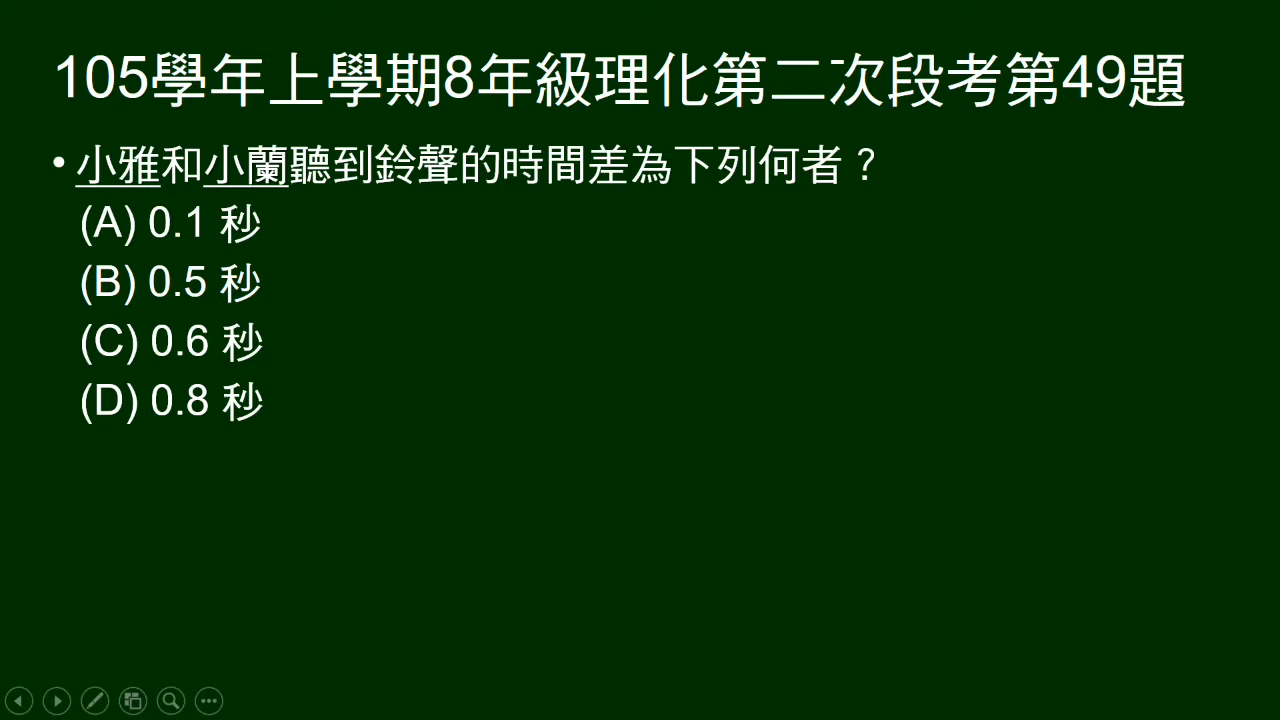 105學年上學期8年級理化第二次段考第49題
• 小雅和小蘭聽到鈴聲的時間差為下列何者？
(A) 0.1 秒
(B) 0.5 秒
(C) 0.6 秒
(D) 0.8 秒